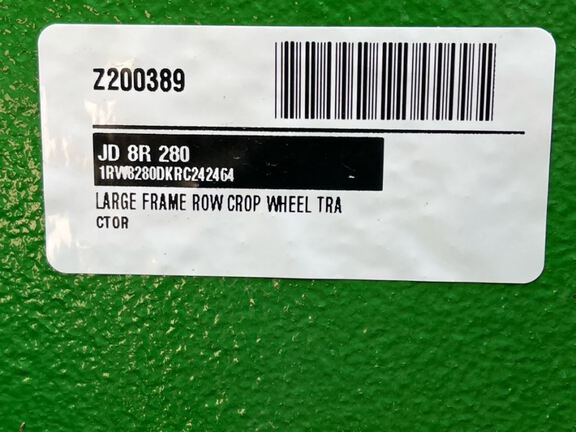 Z200389
JD 8R 280
1RW8280DKRC242464
LARGE FRAME ROW CROP WHEEL TRA
CTOR